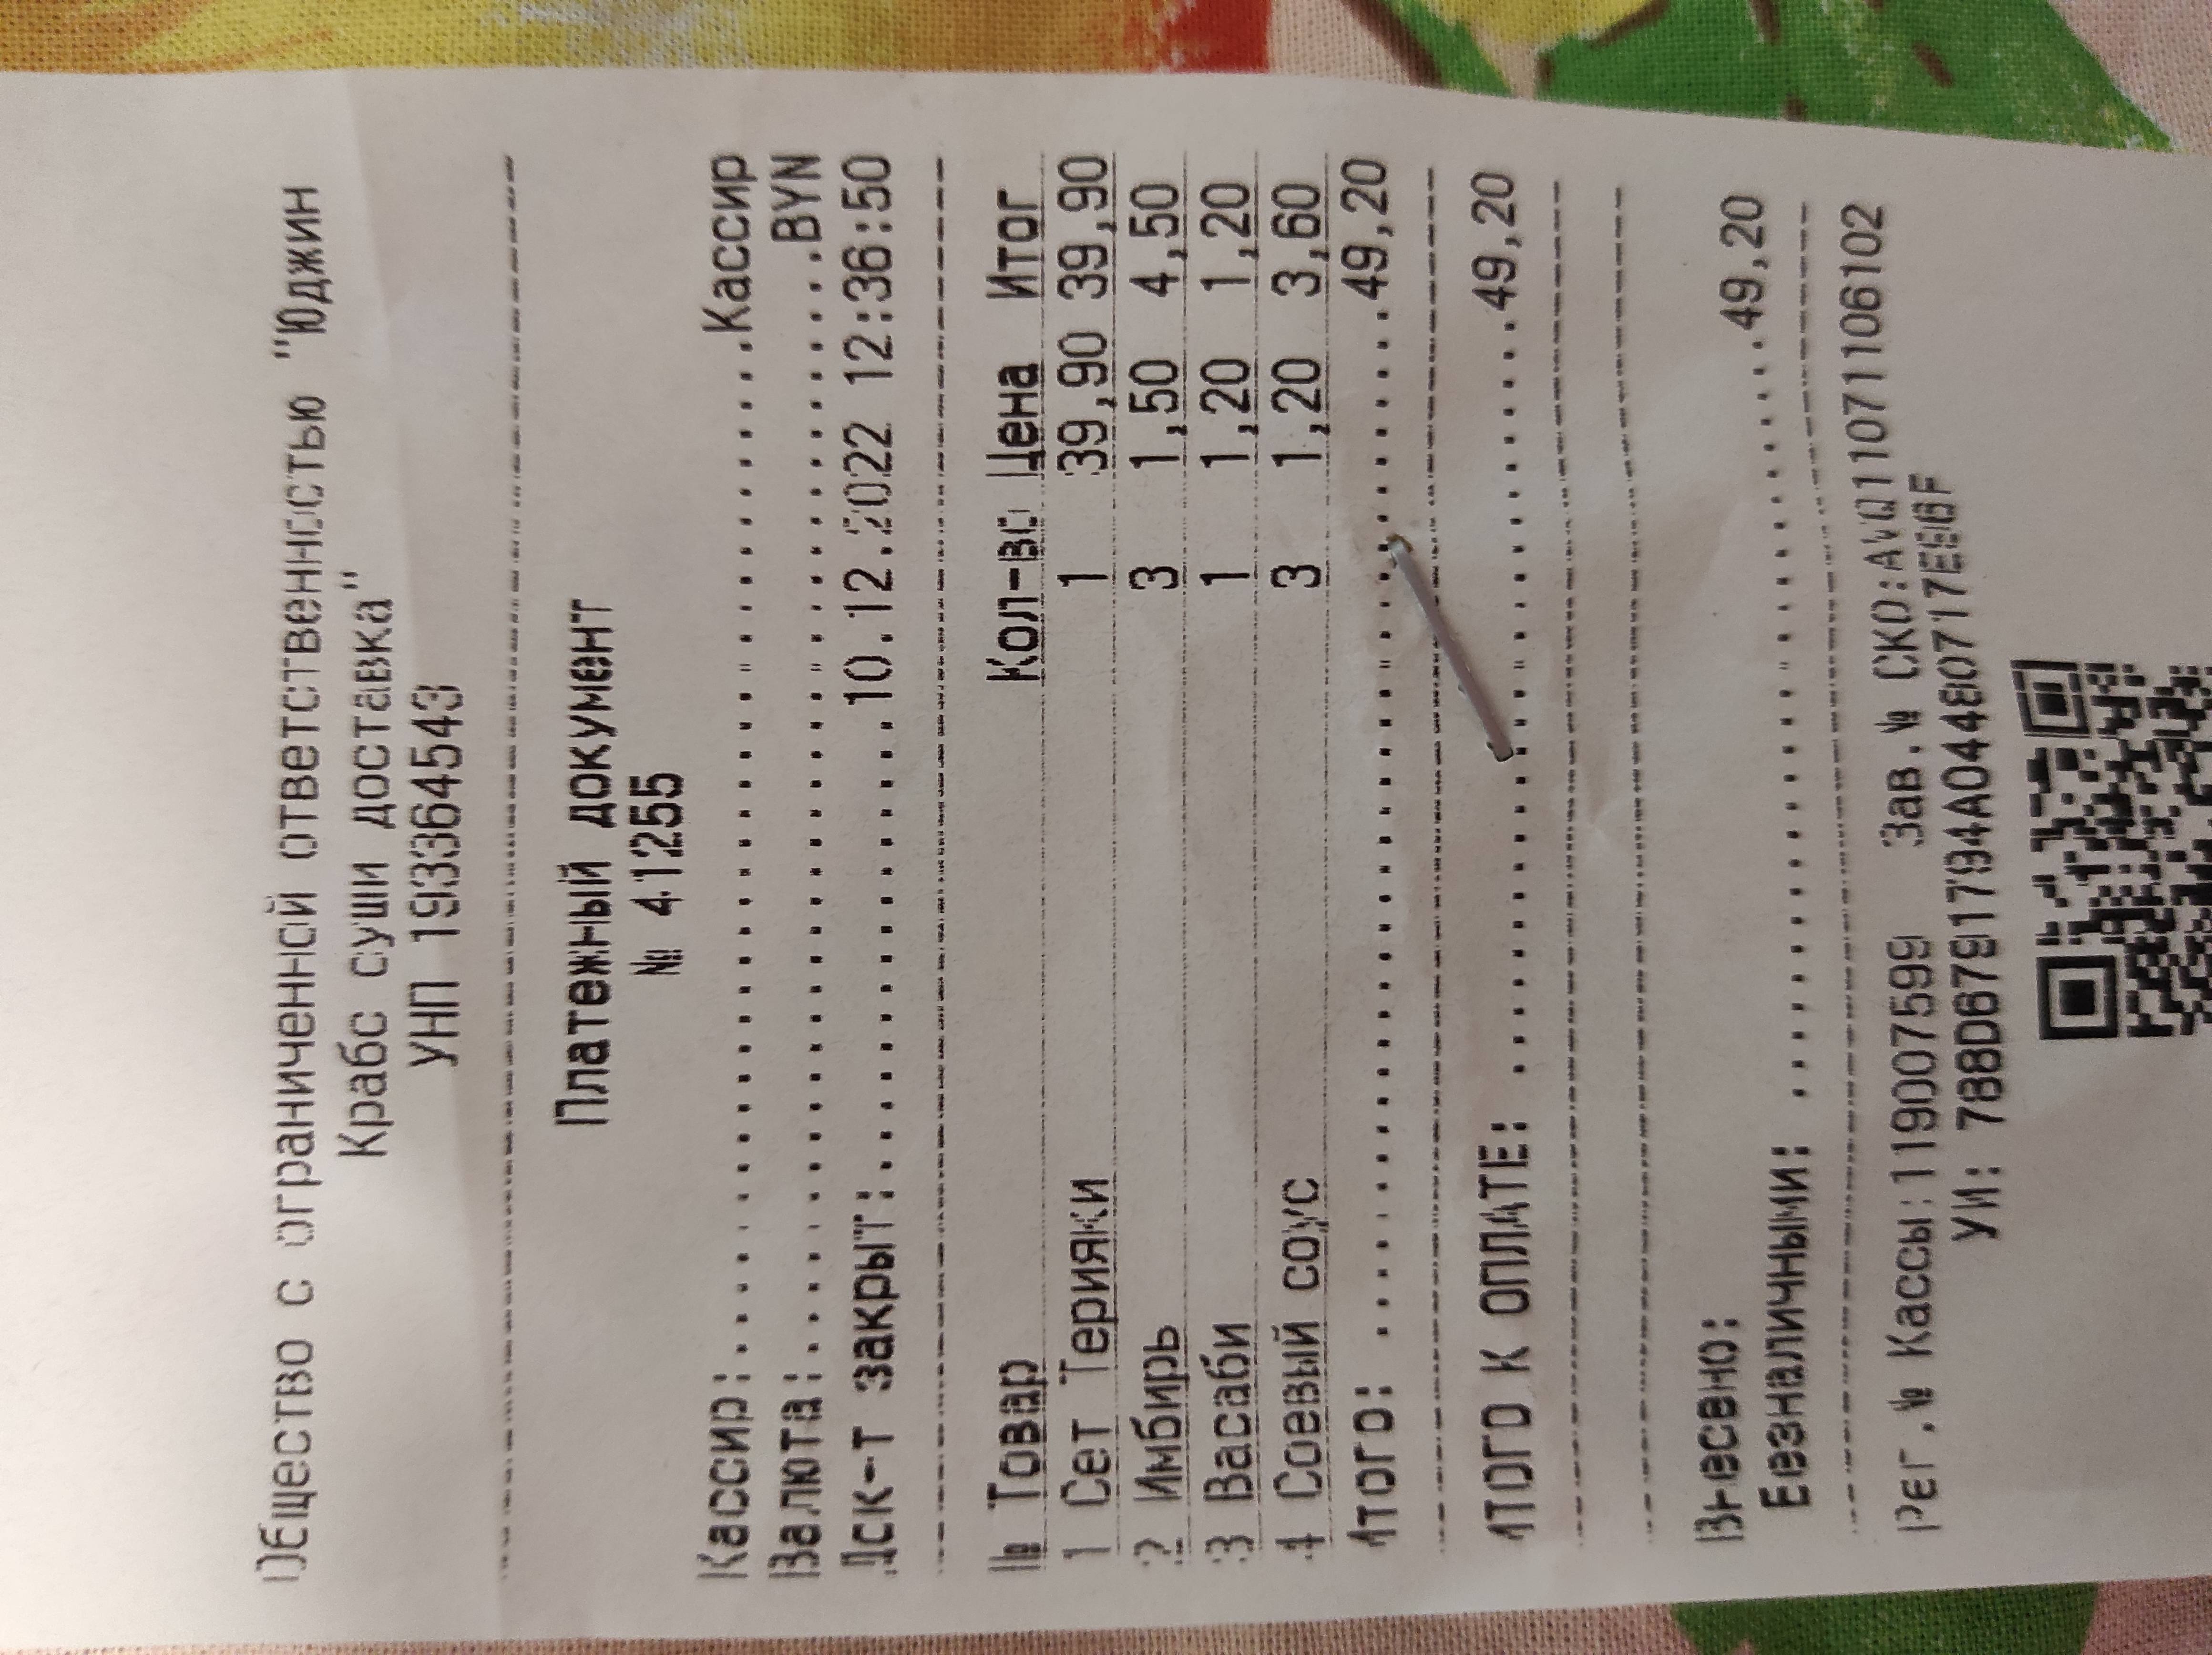 Общество с ограниченной ответственностью "Юджин
Крабс суши доставка"
УНП 193364543
Платежный документ
№ 41255
Кассир:......................................Кассир
Валюта:......................................BYN
Док-т закрыт:......................10.12.2022 12:36:50
№ Товар Кол-во Цена Итог
1 Сет Терияки 1 39,90 39,90
2 Имбирь 3 1,50 4,50
3 Васаби 1 1,20 1,20
4 Соевый соус 3 1,20 3,60
Итого: ......................................49,20
ИТОГО К ОПЛАТЕ: ............................49,20
Внесено:
Безналичными: ............................49,20
Рег.№ Кассы:119007599 Зав.№ СКО:AVQ11071106102
УИ: